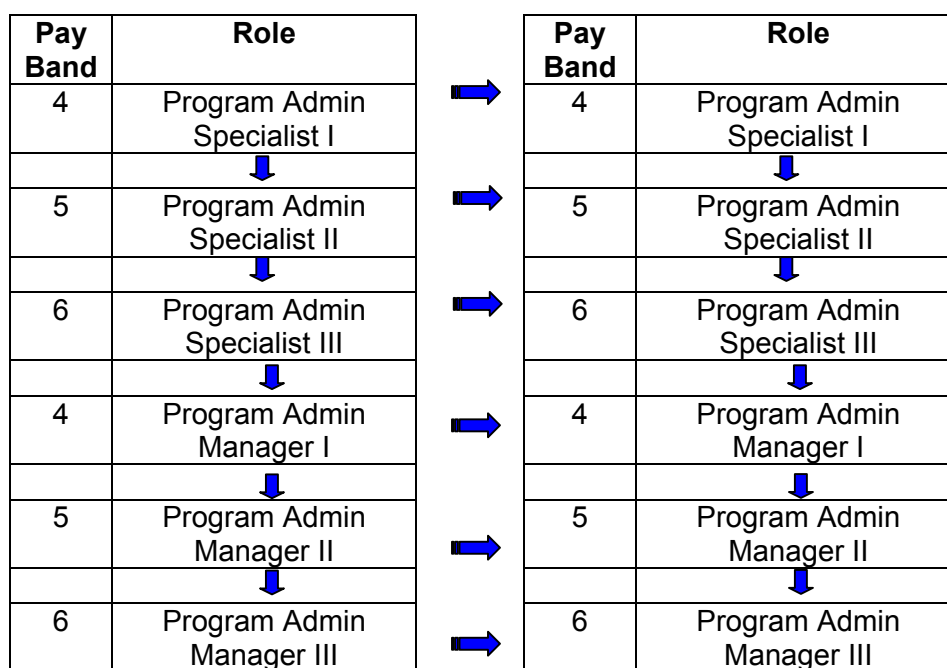 Pay Band Role
4 Program Admin
Specialist I
5 Program Admin
Specialist II
6 Program Admin
Specialist III
4 Program Admin
Manager I
5 Program Admin
Manager II
6 Program Admin
Manager III
Pay Band Role
4 Program Admin
Specialist I
5 Program Admin
Specialist II
6 Program Admin
Specialist III
4 Program Admin
Manager I
5 Program Admin
Manager II
6 Program Admin
Manager III